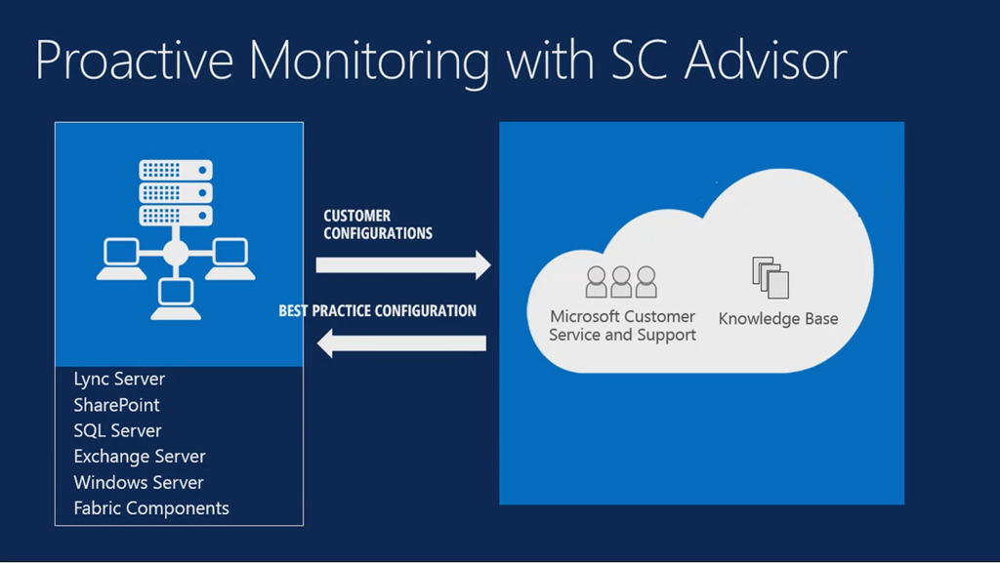 Proactive Monitoring with SC Advisor
CUSTOMER
CONFIGURATIONS
BEST PRACTICE CONFIGURATION
Microsoft Customer
Service and Support
Knowledge Base
Lync Server
SharePoint
SQL Server
Exchange Server
Windows Server
Fabric Components